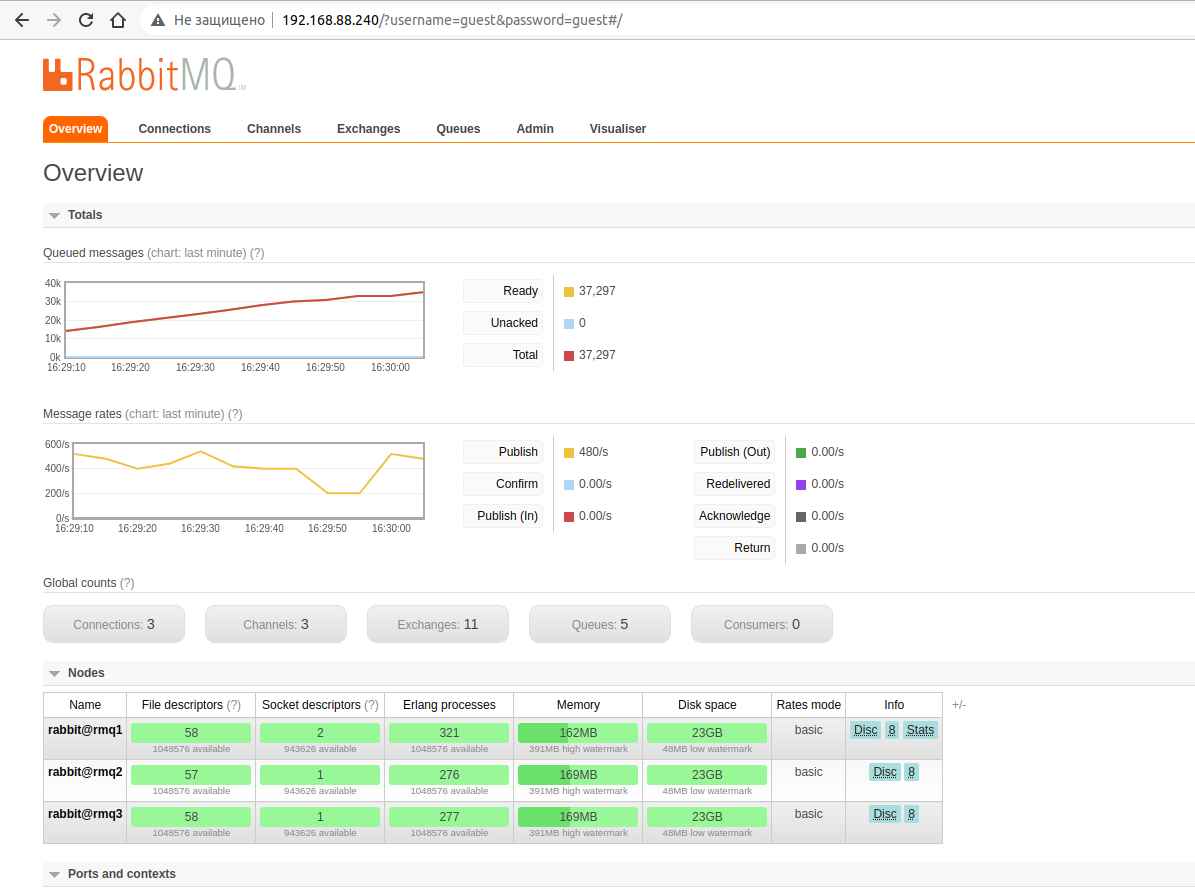 Не защищено 192.168.88.240/?username=guest&password=guest#/
RabbitMQ TM
Overview Connections Channels Exchanges Queues Admin Visualiser
Overview
Totals
Queued messages (chart: last minute) (?)
40k
30k
20k
10k
0k
16:29:10 16:29:20 16:29:30 16:29:40 16:29:50 16:30:00
Ready 37,297
Unacked 0
Total 37,297
Message rates (chart: last minute) (?)
600/s
400/s
200/s
0/s
16:29:10 16:29:20 16:29:30 16:29:40 16:29:50 16:30:00
Publish 480/s
Confirm 0.00/s
Publish (In) 0.00/s
Publish (Out) 0.00/s
Redelivered 0.00/s
Acknowledge 0.00/s
Return 0.00/s
Global counts (?)
Connections: 3 Channels: 3 Exchanges: 11 Queues: 5 Consumers: 0
Nodes
Name File descriptors (?) Socket descriptors (?) Erlang processes Memory Disk space Rates mode Info +/-
rabbit@rmq1 58 2 321 162MB 23GB basic Disc 8 Stats
1048576 available 943626 available 1048576 available 391MB high watermark 48MB low watermark
rabbit@rmq2 57 1 276 169MB 23GB basic Disc 8
1048576 available 943626 available 1048576 available 391MB high watermark 48MB low watermark
rabbit@rmq3 58 1 277 169MB 23GB basic Disc 8
1048576 available 943626 available 1048576 available 391MB high watermark 48MB low watermark
Ports and contexts